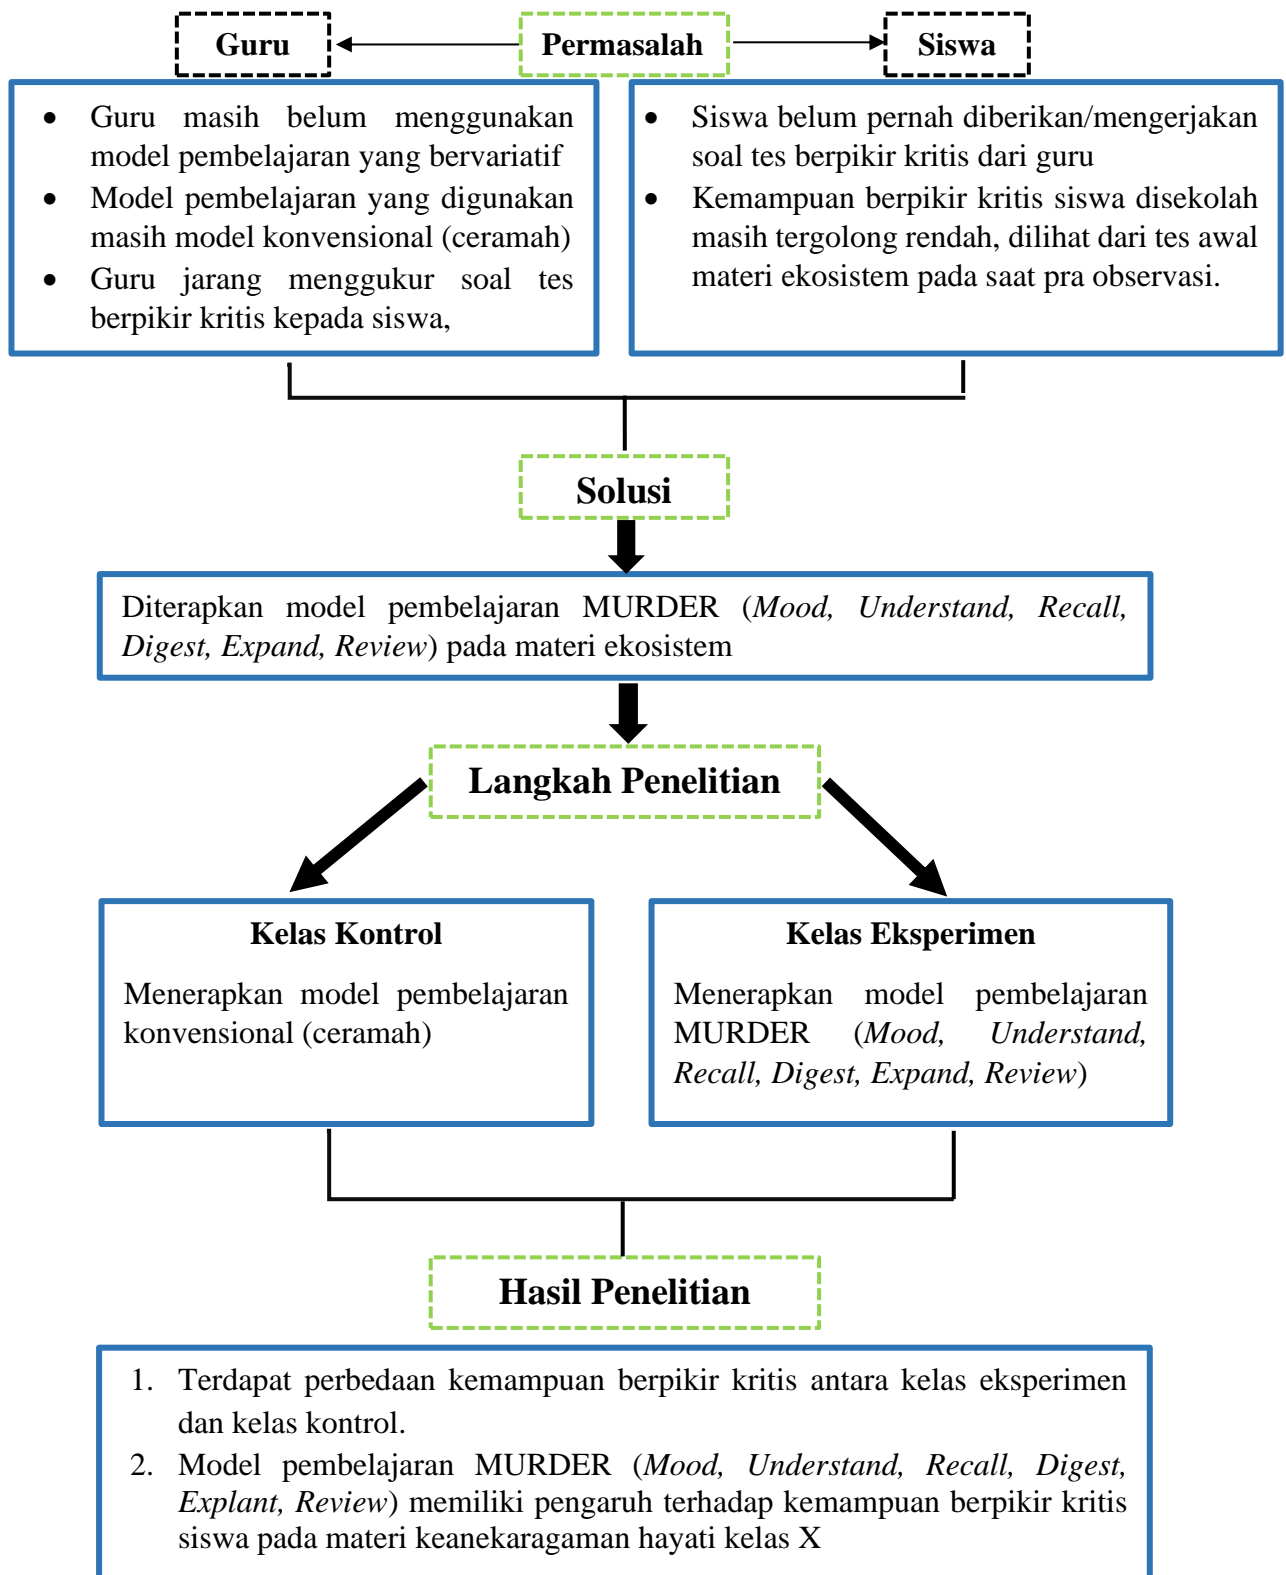 Guru
Permasalah
Siswa
• Guru masih belum menggunakan
model pembelajaran yang bervariatif
• Model pembelajaran yang digunakan
masih model konvensional (ceramah)
• Guru jarang menggukur soal tes
berpikir kritis kepada siswa,
• Siswa belum pernah diberikan/mengerjakan
soal tes berpikir kritis dari guru
• Kemampuan berpikir kritis siswa disekolah
masih tergolong rendah, dilihat dari tes awal
materi ekosistem pada saat pra observasi.
Solusi
Diterapkan model pembelajaran MURDER (Mood, Understand, Recall,
Digest, Expand, Review) pada materi ekosistem
Langkah Penelitian
Kelas Kontrol
Menerapkan model pembelajaran
konvensional (ceramah)
Kelas Eksperimen
Menerapkan model pembelajaran
MURDER (Mood, Understand,
Recall, Digest, Expand, Review)
Hasil Penelitian
1. Terdapat perbedaan kemampuan berpikir kritis antara kelas eksperimen
dan kelas kontrol.
2. Model pembelajaran MURDER (Mood, Understand, Recall, Digest,
Explant, Review) memiliki pengaruh terhadap kemampuan berpikir kritis
siswa pada materi keanekaragaman hayati kelas X